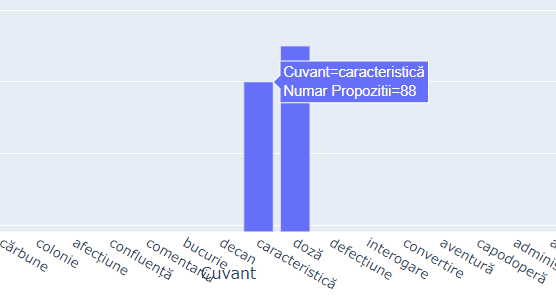 Cuvant=caracteristică
Numar Propozitii=88
cărbune
colonie
afecțiune
confluență
comentariu
bucurie
decan
caracteristică
doză
defecțiune
interogare
convertire
aventură
capodoperă
Cuvant